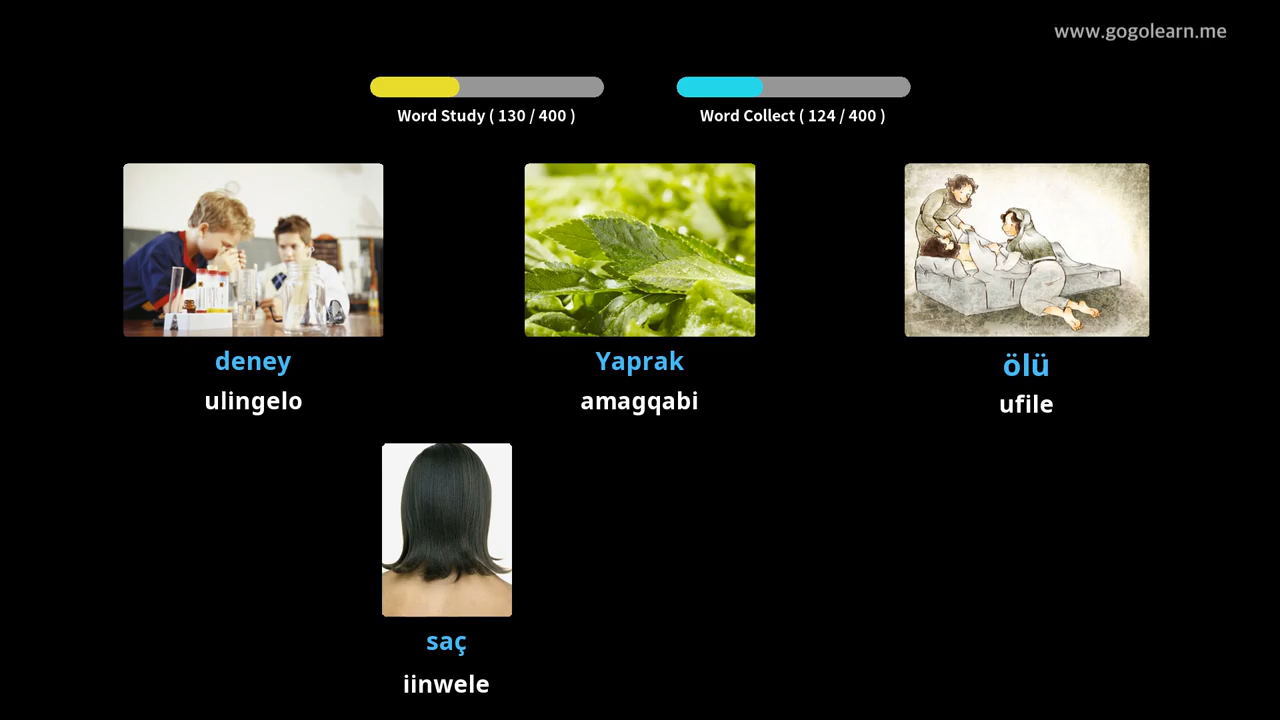 www.gogolearn.me
Word Study ( 130 / 400 )
Word Collect ( 124 / 400 )
deney
ulingelo
Yaprak
amagqabi
ölü
ufile
saç
iinwele